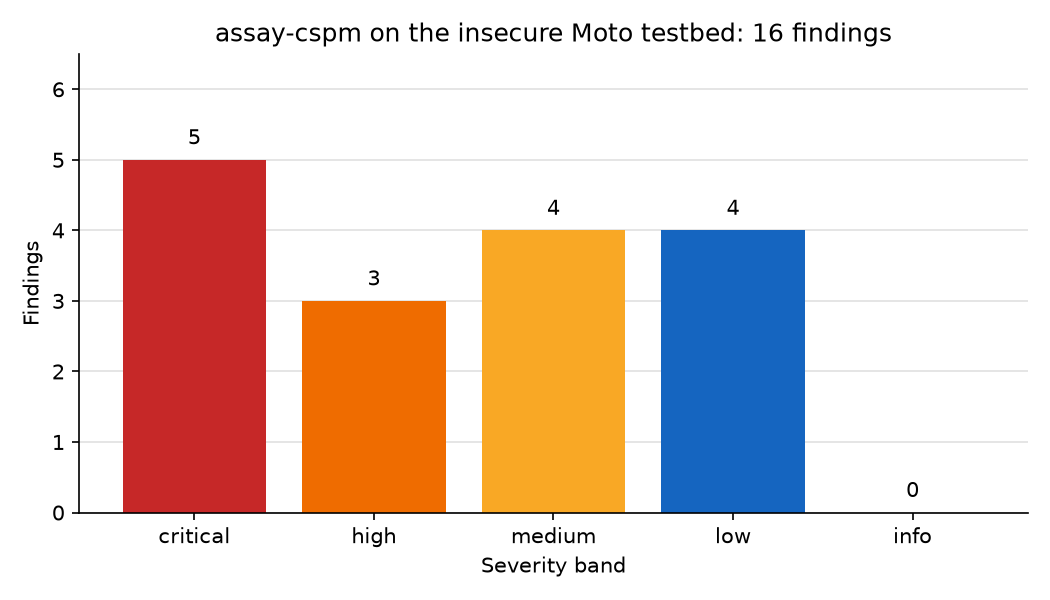 assay-cspm on the insecure Moto testbed: 16 findings
6
5
4
3
2
1
0
Findings
5
3
4
4
0
critical
high
medium
low
info
Severity band